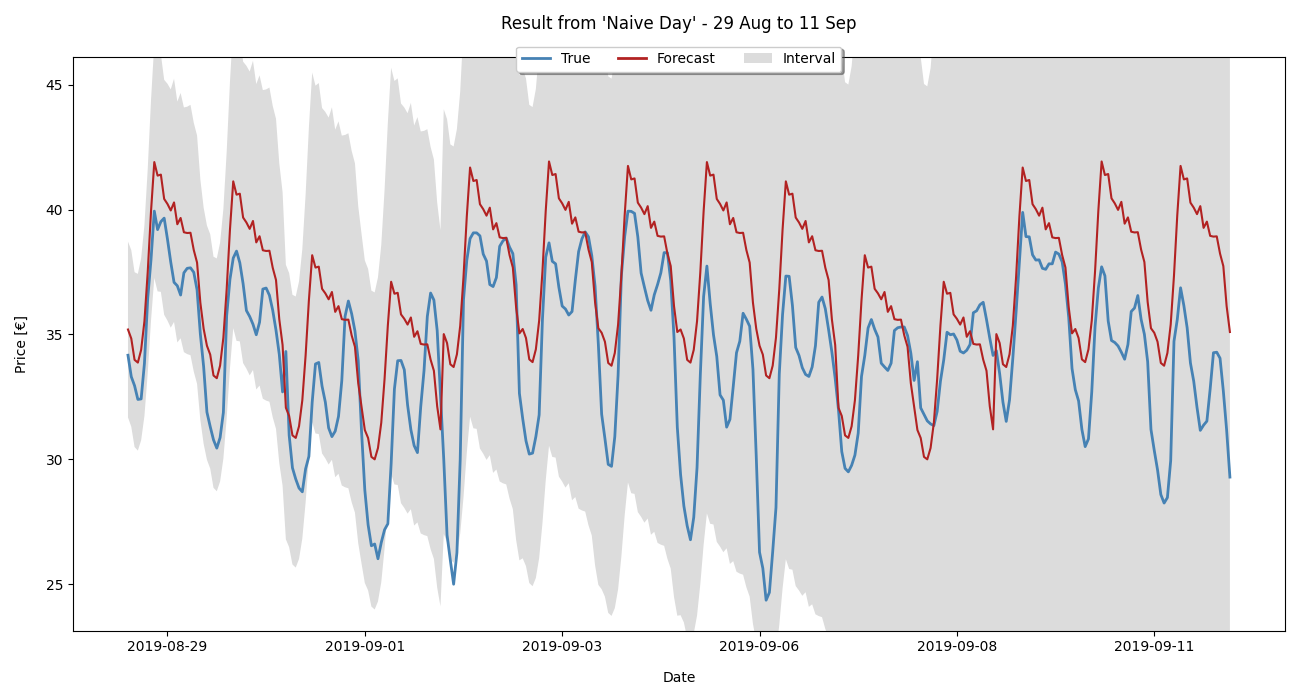 Result from 'Naive Day' - 29 Aug to 11 Sep
True Forecast Interval
45
40
35
30
25
Price [€]
2019-08-29 2019-09-01 2019-09-03 2019-09-06 2019-09-08 2019-09-11
Date